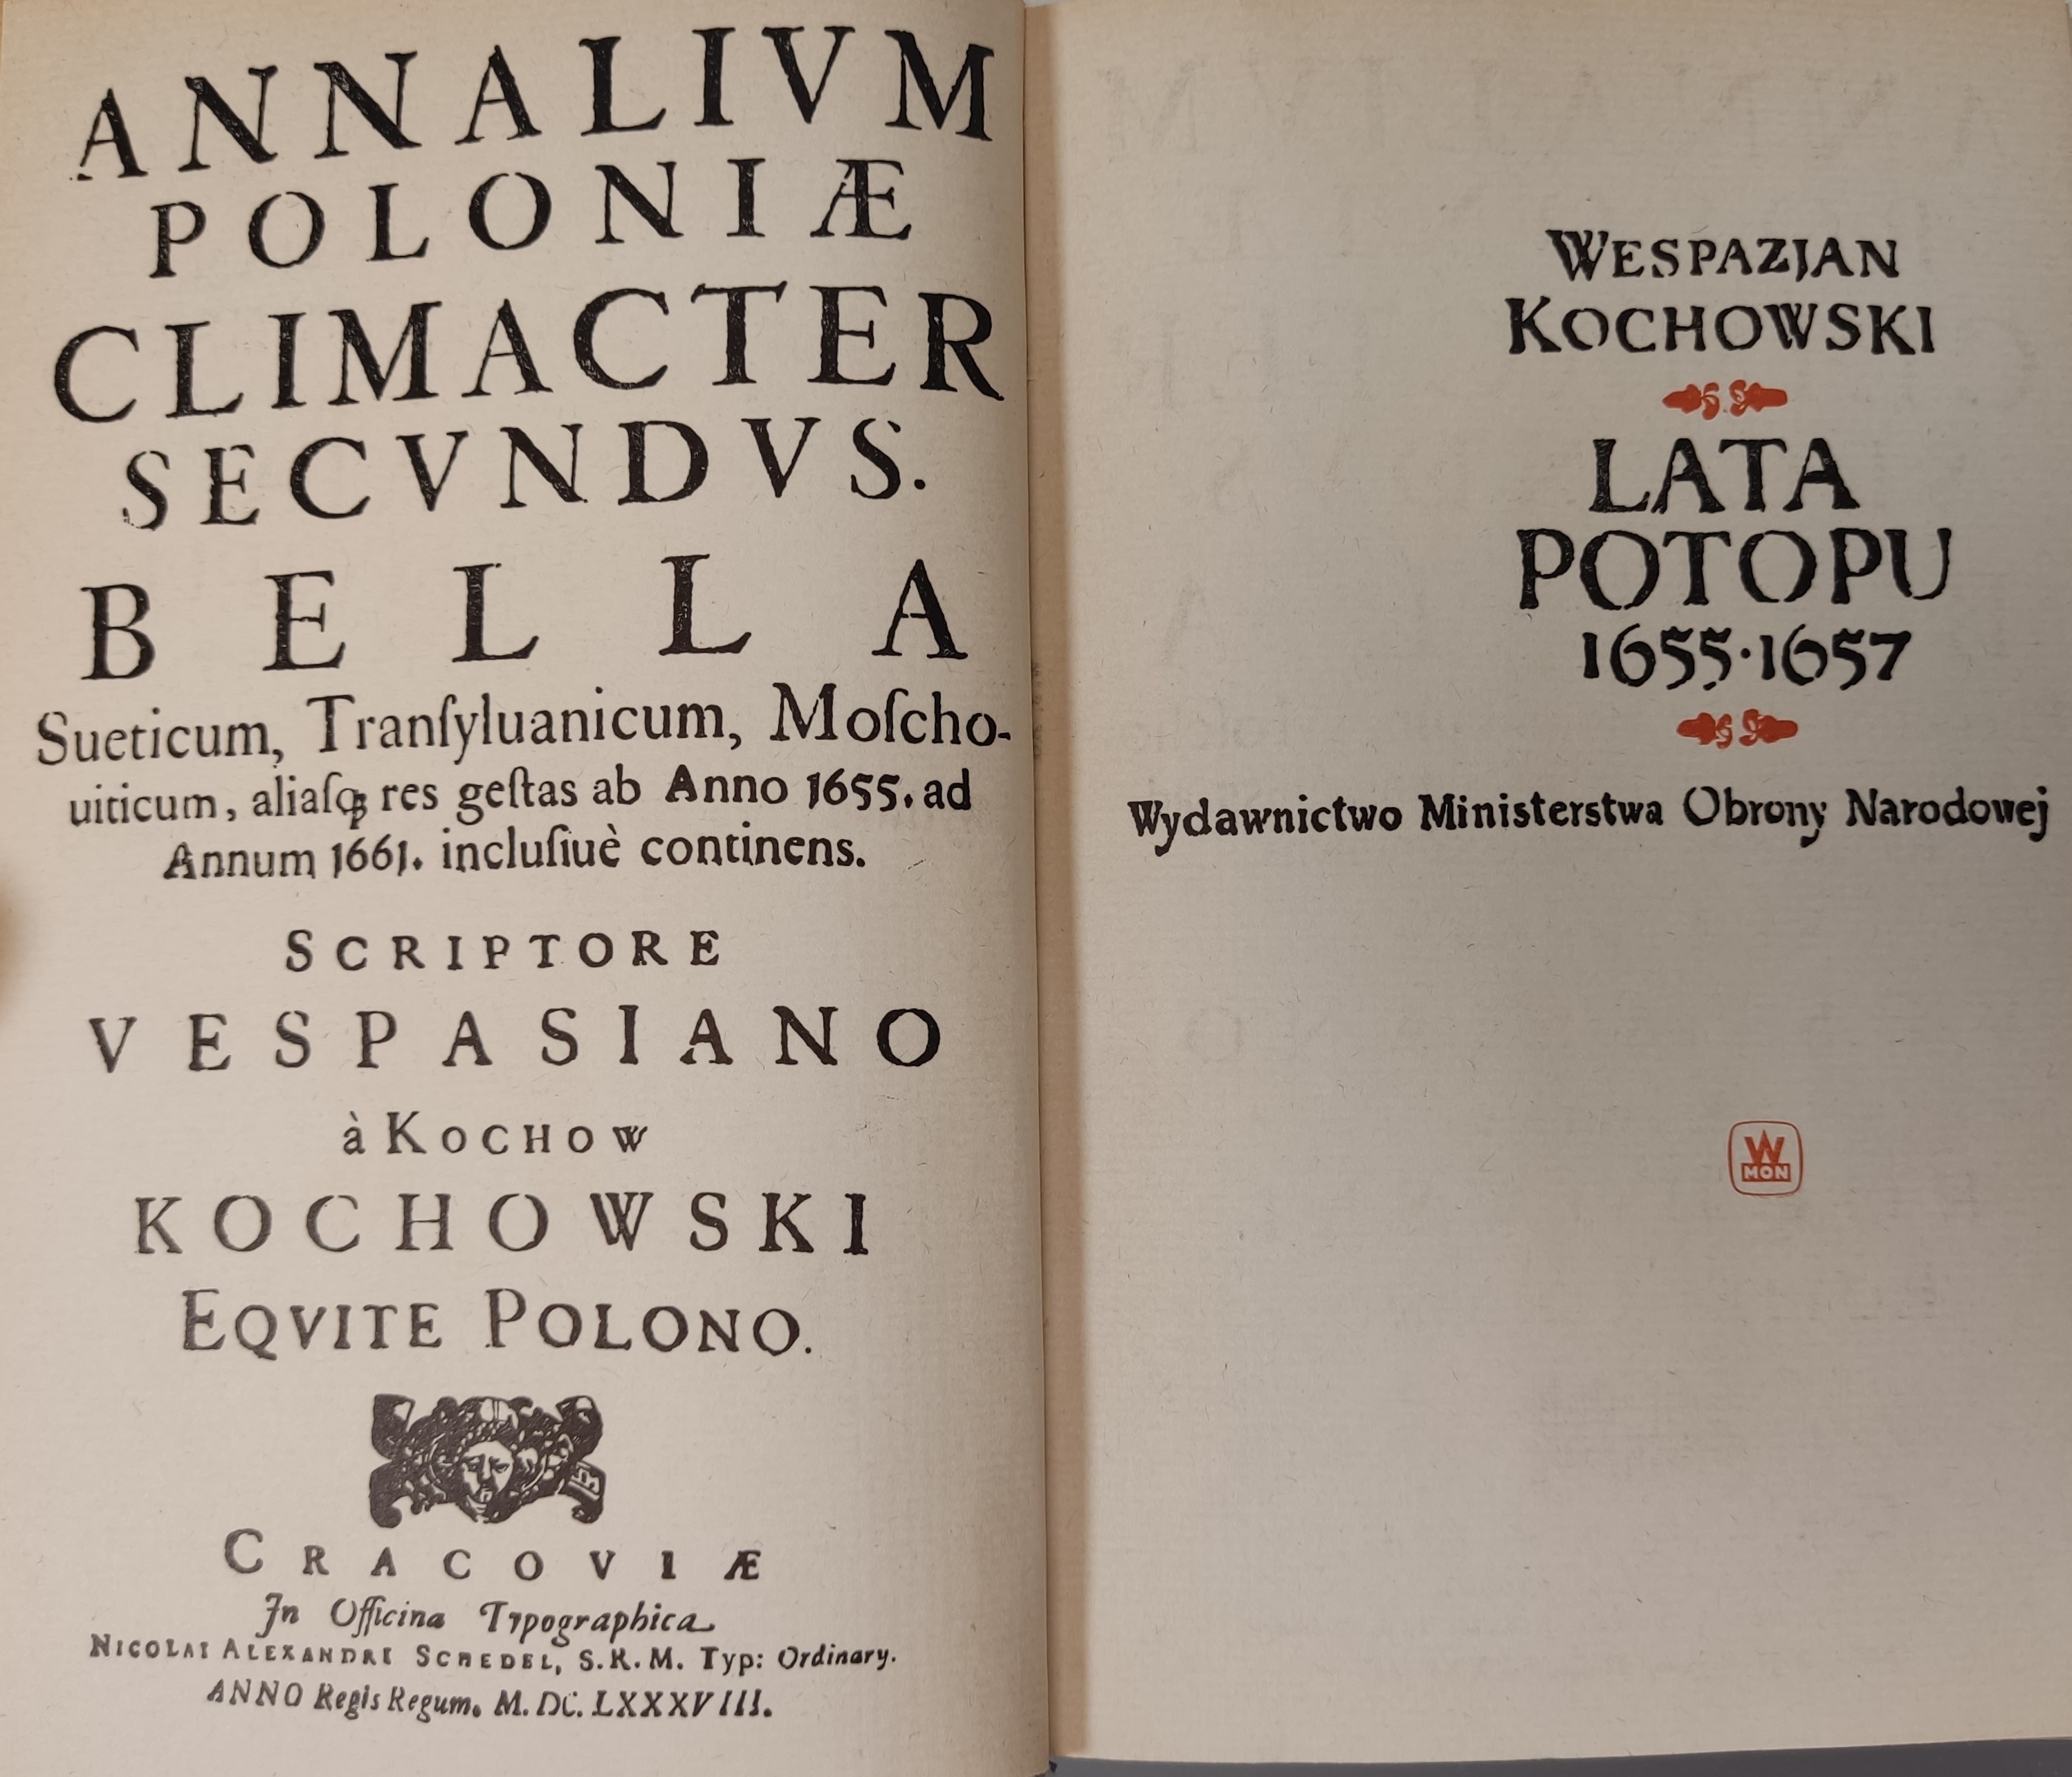 ANNALIVM
POLONIÆ
CLIMACTER
SECVNDVS.
BELLA
Sueticum, Tranſyluanicum, Moſcho-
uiticum, aliaſq; res geſtas ab Anno 1655. ad
Annum 1661. incluſiuè continens.
SCRIPTORE
VESPASIANO
à KOCHOW
KOCHOWSKI
EQVITE POLONO.
CRACOVIÆ
In Officina Typographica
NICOLAI ALEXANDRI SCHEDEL, S.R.M. Typ: Ordinary.
ANNO Regis Regum. M. DC. LXXXVIII.
WESPAZJAN
KOCHOWSKI
LATA
POTOPU
1655·1657
Wydawnictwo Ministerstwa Obrony Narodowej
W
MON